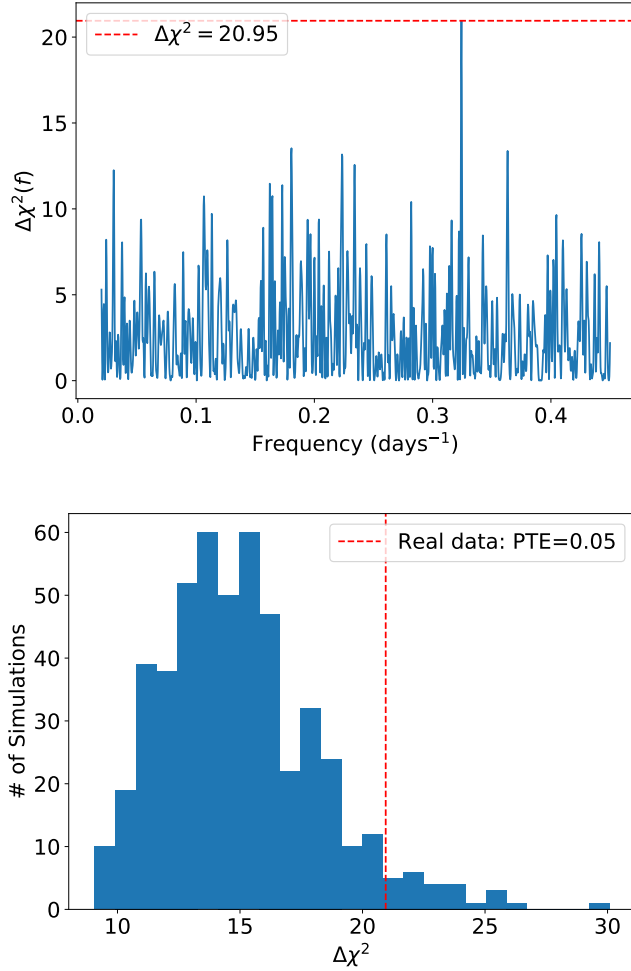 Δχ² = 20.95
20
15
10
5
0
Δχ²(f)
0.0 0.1 0.2 0.3 0.4
Frequency (days⁻¹)
Real data: PTE=0.05
60
50
40
30
20
10
0
# of Simulations
10 15 20 25 30
Δχ²